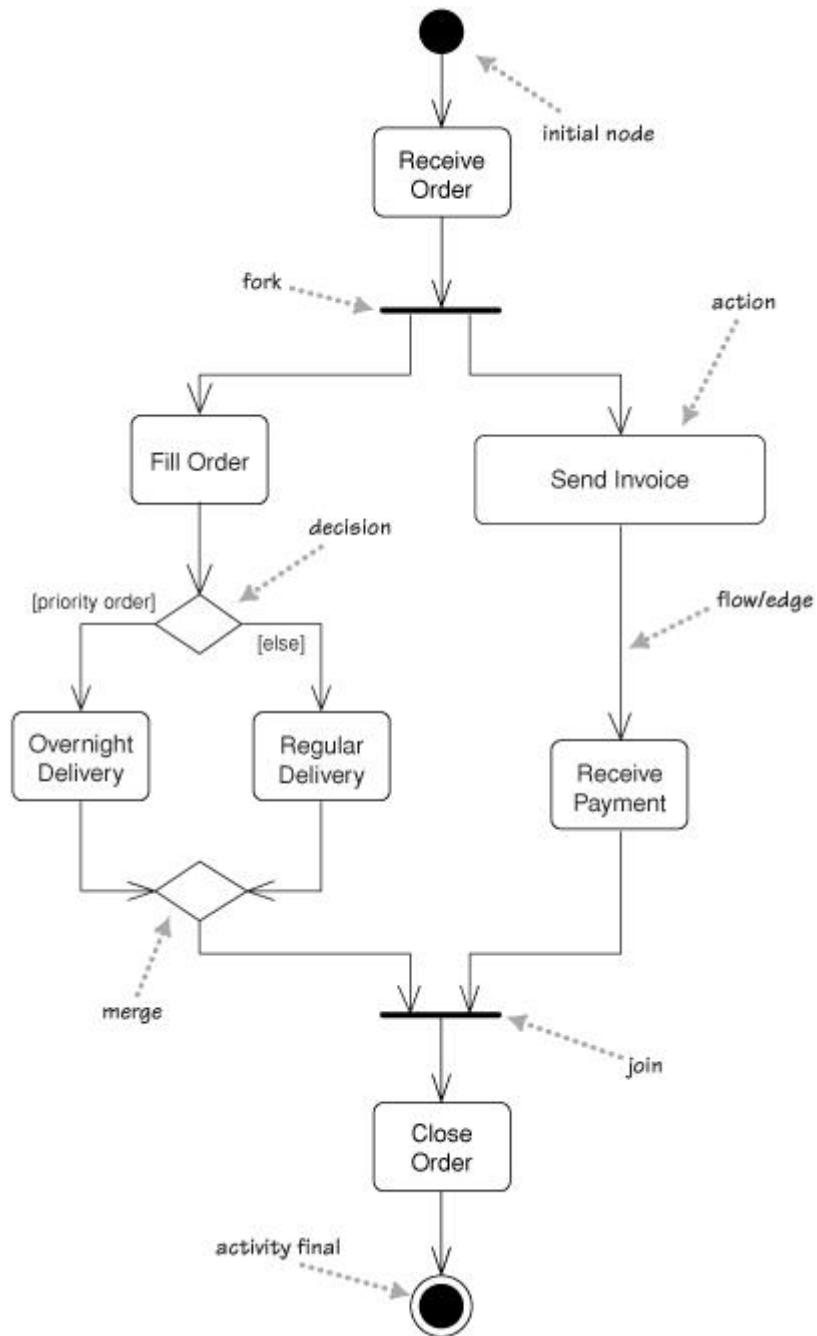 initial node
Receive
Order
fork
action
Fill Order
Send Invoice
decision
[priority order]
[else]
flow/edge
Overnight
Delivery
Regular
Delivery
Receive
Payment
merge
join
Close
Order
activity final